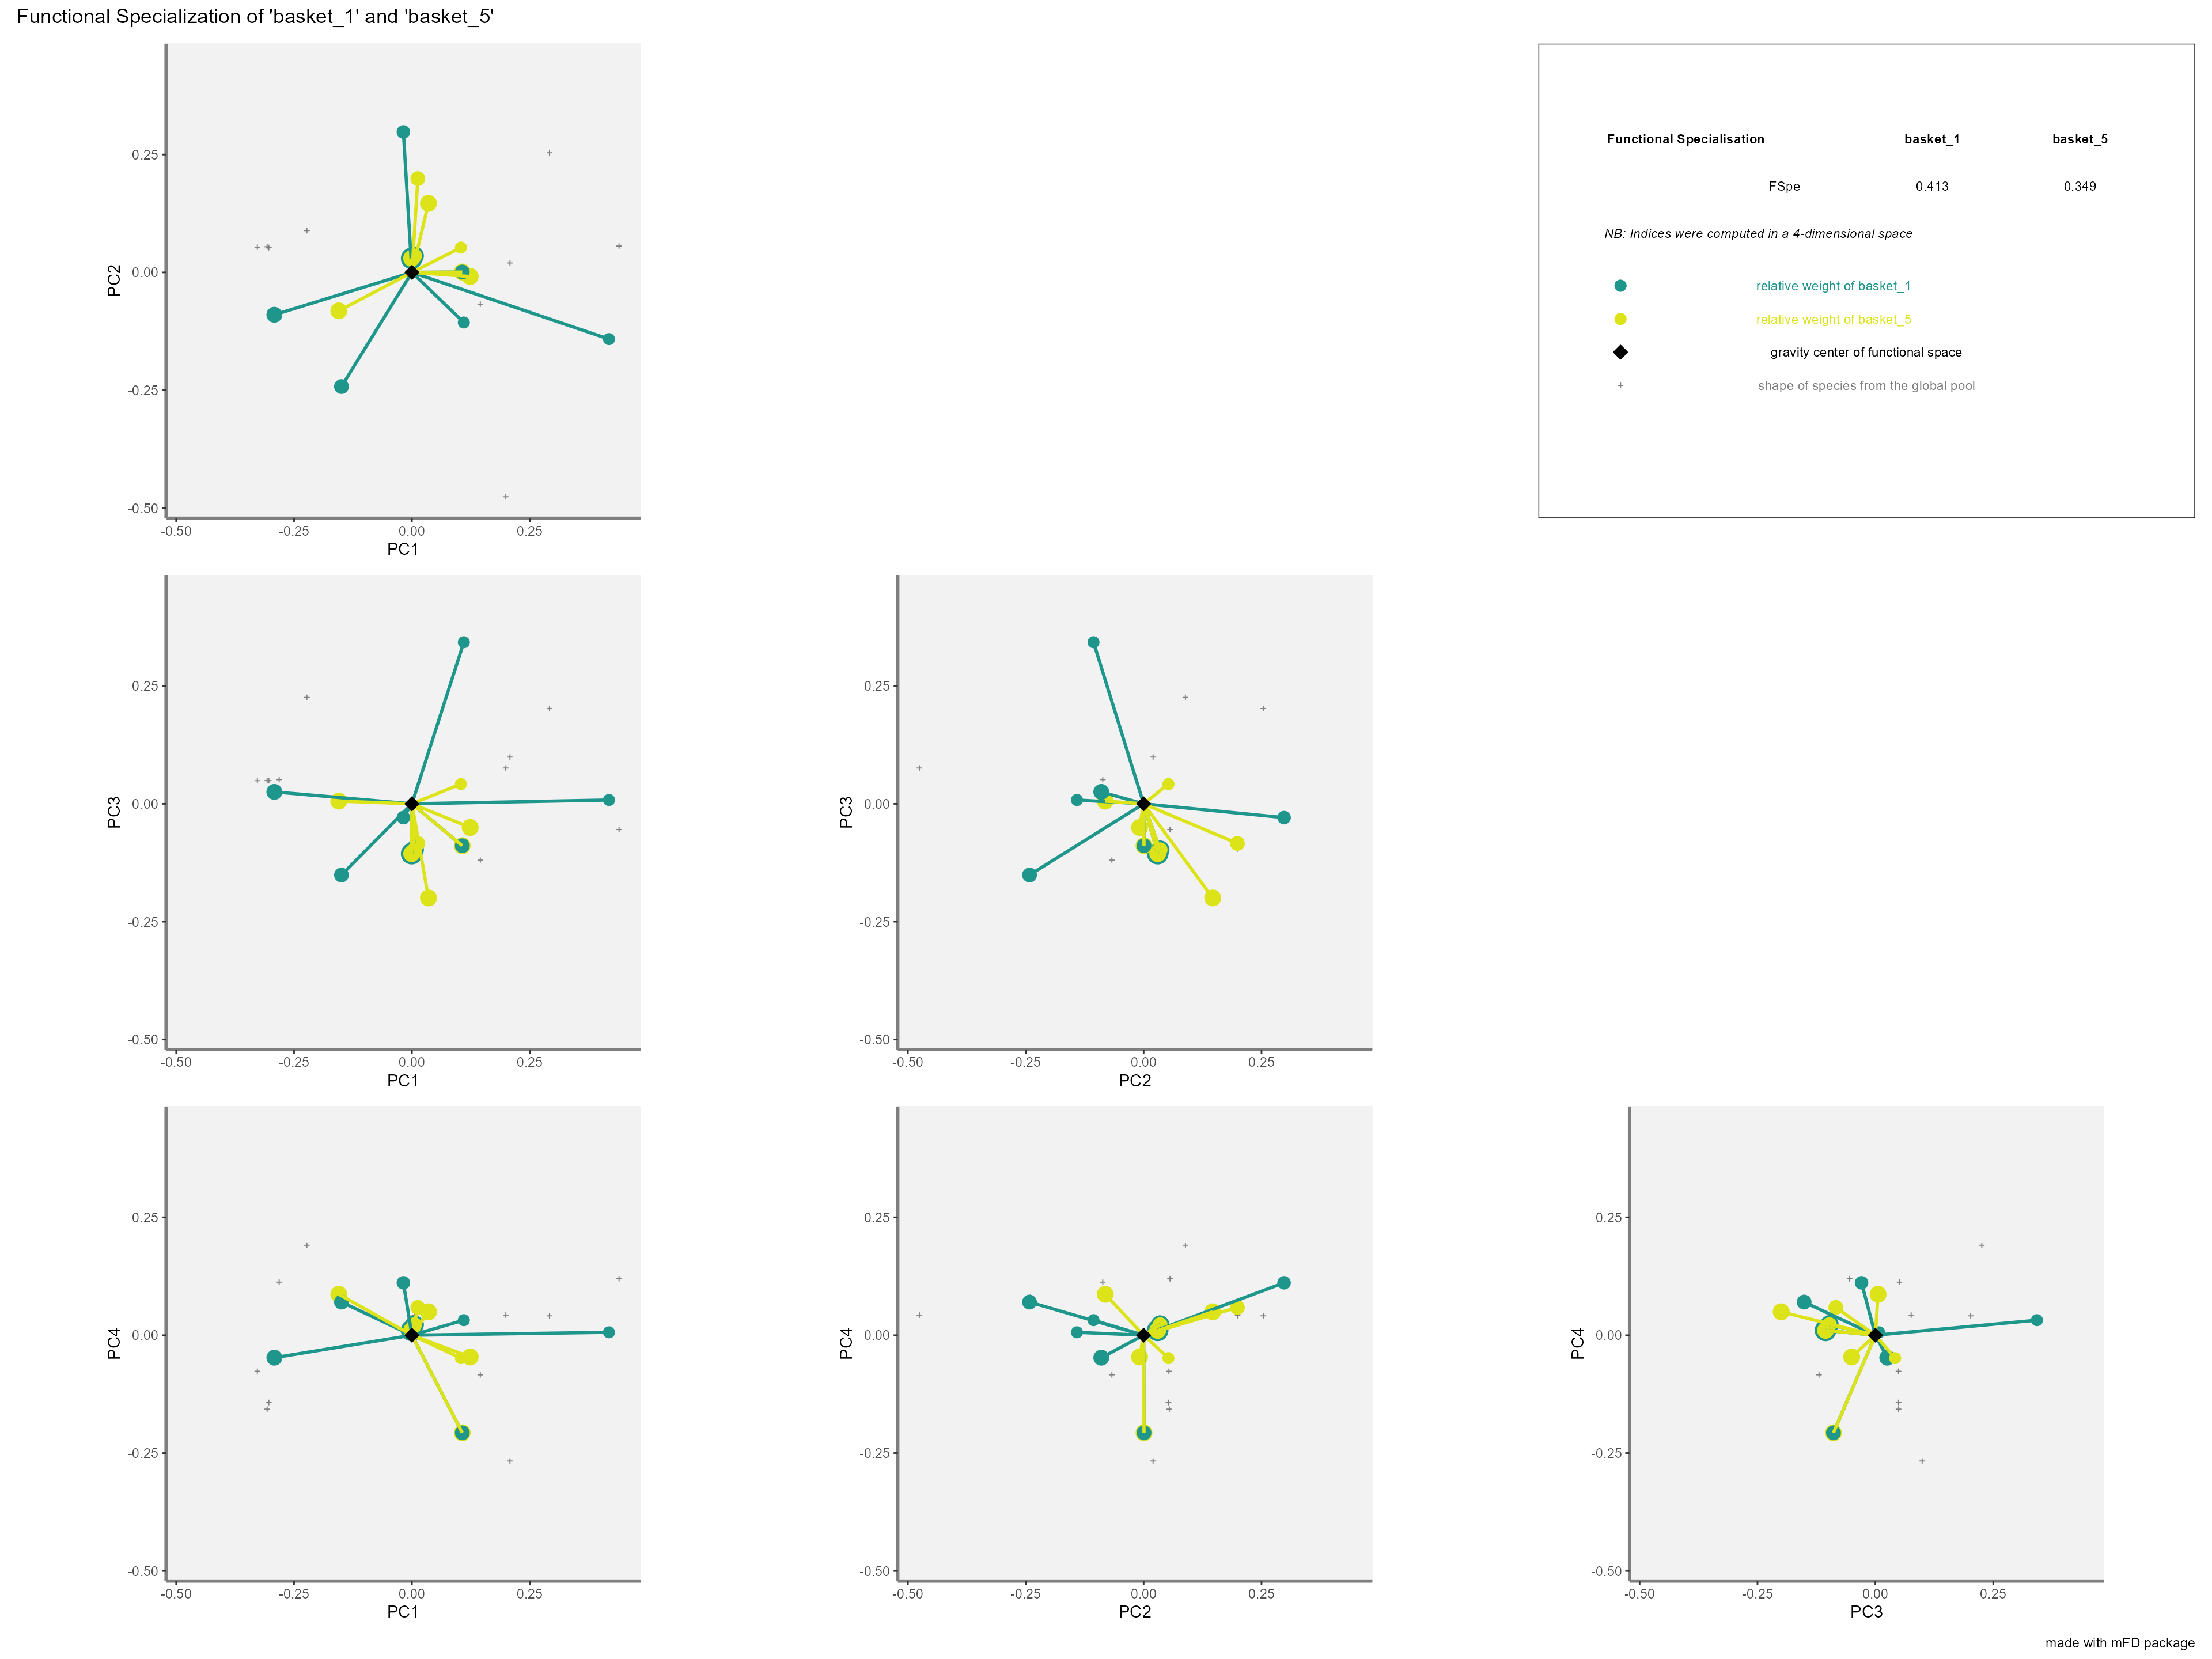 Functional Specialization of 'basket_1' and 'basket_5'
0.25
0.00
-0.25
-0.50
PC2
-0.50 -0.25 0.00 0.25
PC1
Functional Specialisation basket_1 basket_5
FSpe 0.413 0.349
NB: Indices were computed in a 4-dimensional space
relative weight of basket_1
relative weight of basket_5
gravity center of functional space
shape of species from the global pool
0.25
0.00
-0.25
-0.50
PC3
-0.50 -0.25 0.00 0.25
PC1
0.25
0.00
-0.25
-0.50
PC3
-0.50 -0.25 0.00 0.25
PC2
0.25
0.00
-0.25
-0.50
PC4
-0.50 -0.25 0.00 0.25
PC1
0.25
0.00
-0.25
-0.50
PC4
-0.50 -0.25 0.00 0.25
PC2
0.25
0.00
-0.25
-0.50
PC4
-0.50 -0.25 0.00 0.25
PC3
made with mFD package